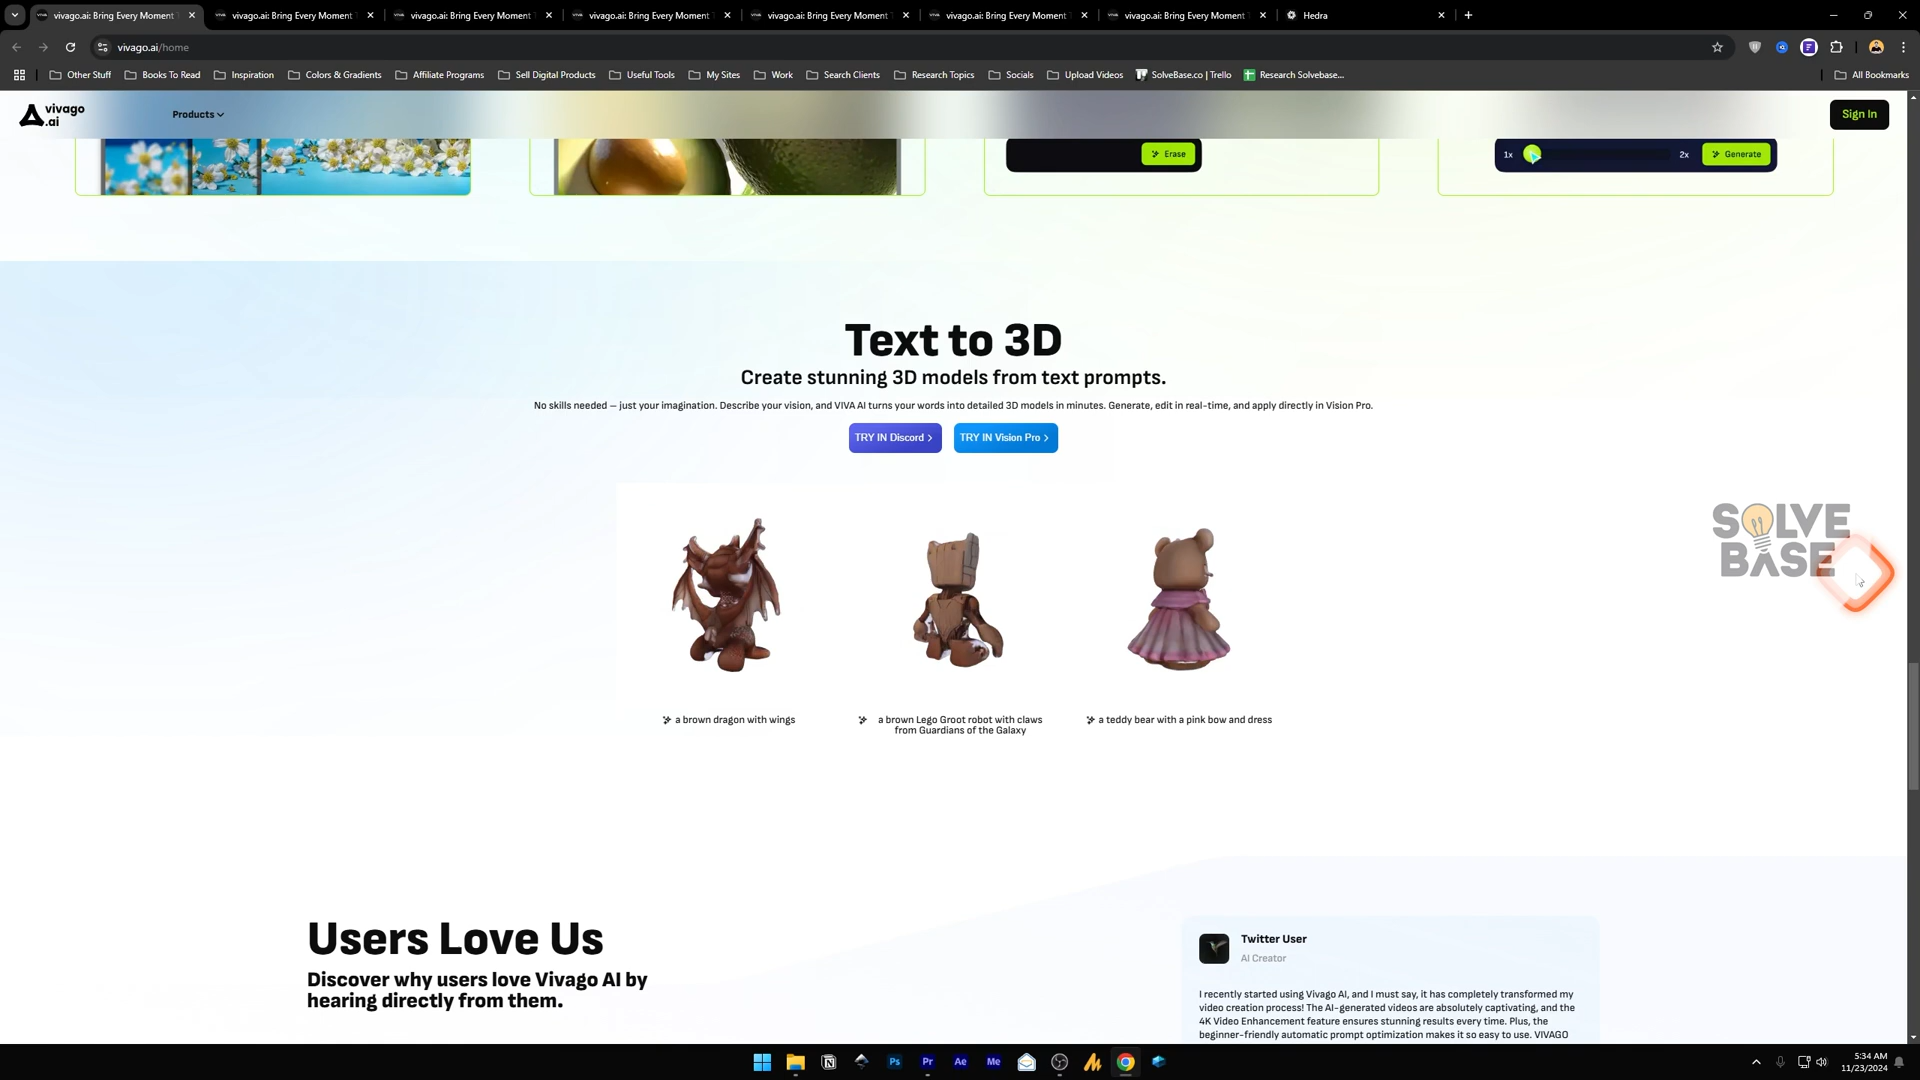 vivago.ai: Bring Every Moment T
vivago.ai: Bring Every Moment
vivago.ai: Bring Every Moment
vivago.ai: Bring Every Moment T
vivago.ai: Bring Every Moment T
vivago.ai: Bring Every Moment
vivago.ai: Bring Every Moment
Hedra
vivago.ai/home
Other Stuff
Books To Read
Inspiration
Colors & Gradients
Affiliate Programs
Sell Digital Products
Useful Tools
My Sites
Work
Search Clients
Research Topics
Socials
Upload Videos
SolveBase.co | Trello
Research Solvebase...
All Bookmarks
vivago
.ai
Products
Sign In
Erase
1x
2x
Generate
Text to 3D
Create stunning 3D models from text prompts.
No skills needed – just your imagination. Describe your vision, and VIVA AI turns your words into detailed 3D models in minutes. Generate, edit in real-time, and apply directly in Vision Pro.
TRY IN Discord >
TRY IN Vision Pro >
SOLVE
BASE
a brown dragon with wings
a brown Lego Groot robot with claws
from Guardians of the Galaxy
a teddy bear with a pink bow and dress
Users Love Us
Discover why users love Vivago AI by
hearing directly from them.
Twitter User
AI Creator
I recently started using Vivago AI, and I must say, it has completely transformed my
video creation process! The AI-generated videos are absolutely captivating, and the
4K Video Enhancement feature ensures stunning results every time. Plus, the
beginner-friendly automatic prompt optimization makes it so easy to use. VIVAGO
Ps
Pr
Ae
Me
5:34 AM
11/23/2024